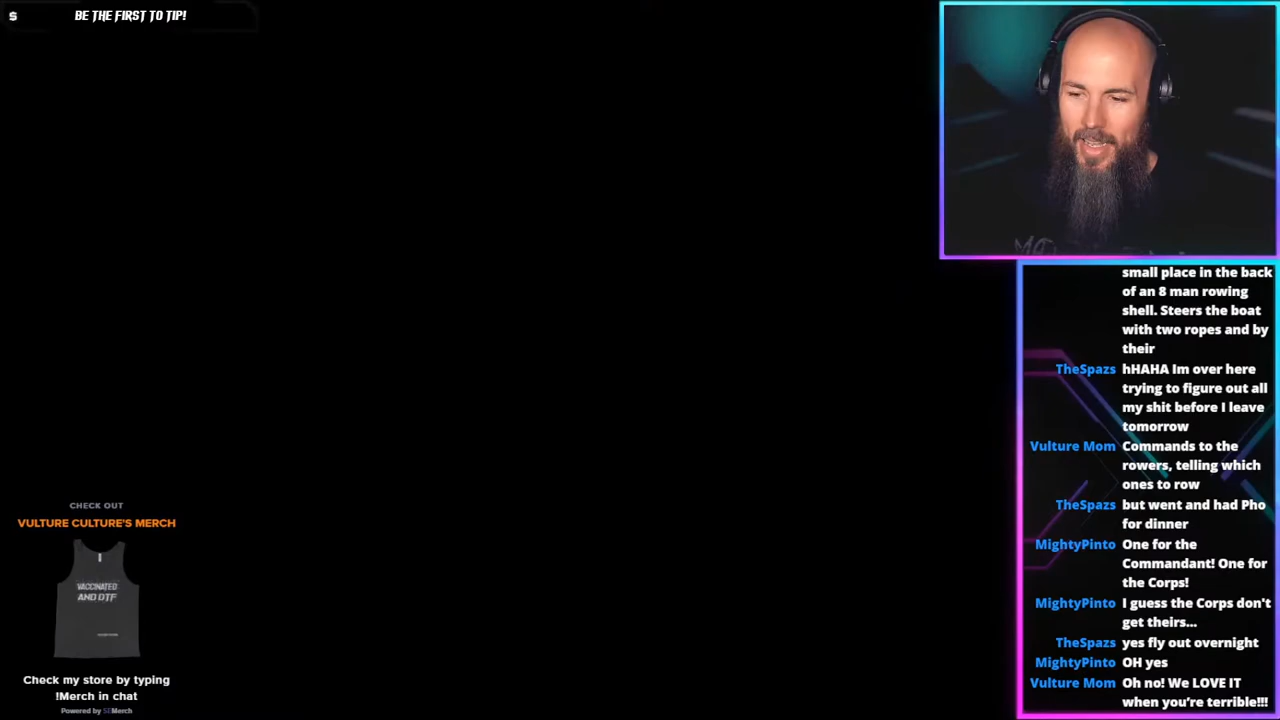 $
BE THE FIRST TO TIP!
small place in the back
of an 8 man rowing
shell. Steers the boat
with two ropes and by
their
TheSpazs hHAHA Im over here
trying to figure out all
my shit before I leave
tomorrow
Vulture Mom Commands to the
rowers, telling which
ones to row
TheSpazs but went and had Pho
for dinner
MightyPinto One for the
Commandant! One for
the Corps!
MightyPinto I guess the Corps don't
get theirs...
TheSpazs yes fly out overnight
MightyPinto OH yes
Vulture Mom Oh no! We LOVE IT
when you're terrible!!!
CHECK OUT
VULTURE CULTURE'S MERCH
VACCINATED
AND DTF
Check my store by typing
!Merch in chat
Powered by SEMerch